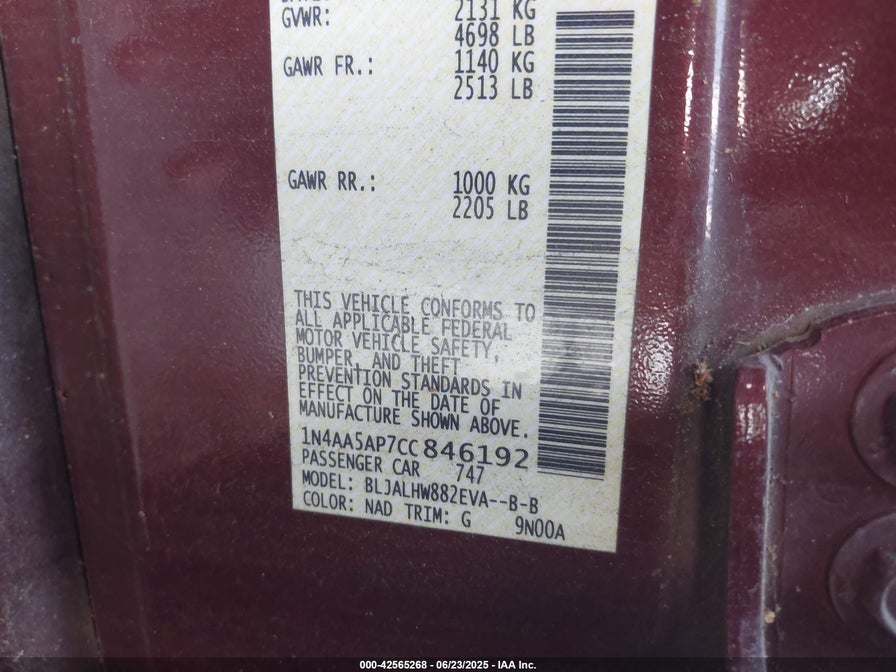 GVWR: 2131 KG
4698 LB
GAWR FR.: 1140 KG
2513 LB
GAWR RR.: 1000 KG
2205 LB
THIS VEHICLE CONFORMS TO
ALL APPLICABLE FEDERAL
MOTOR VEHICLE SAFETY,
BUMPER, AND THEFT
PREVENTION STANDARDS IN
EFFECT ON THE DATE OF
MANUFACTURE SHOWN ABOVE.
1N4AA5AP7CC846192
PASSENGER CAR 747
MODEL: BLJALHW882EVA--B-B
COLOR: NAD TRIM: G 9N00A
000-42565268 - 06/23/2025 - IAA Inc.